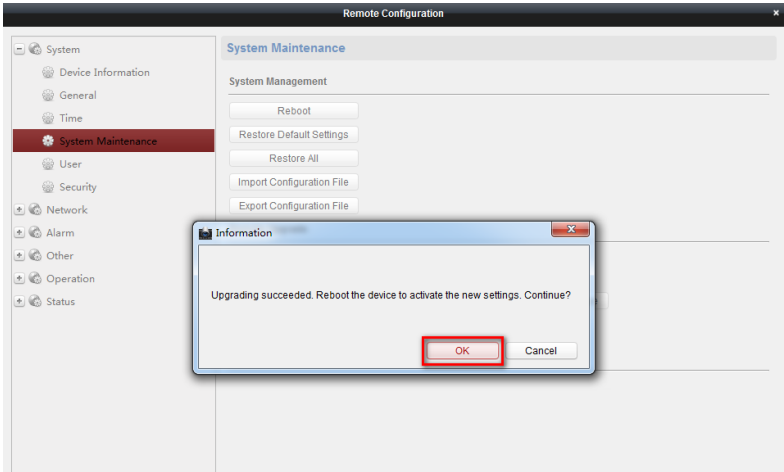 Remote Configuration
×
System
System Maintenance
Device Information
System Management
General
Reboot
Time
Restore Default Settings
System Maintenance
Restore All
User
Import Configuration File
Security
Export Configuration File
Network
Alarm
Information
Other
Operation
Upgrading succeeded. Reboot the device to activate the new settings. Continue?
Status
OK
Cancel